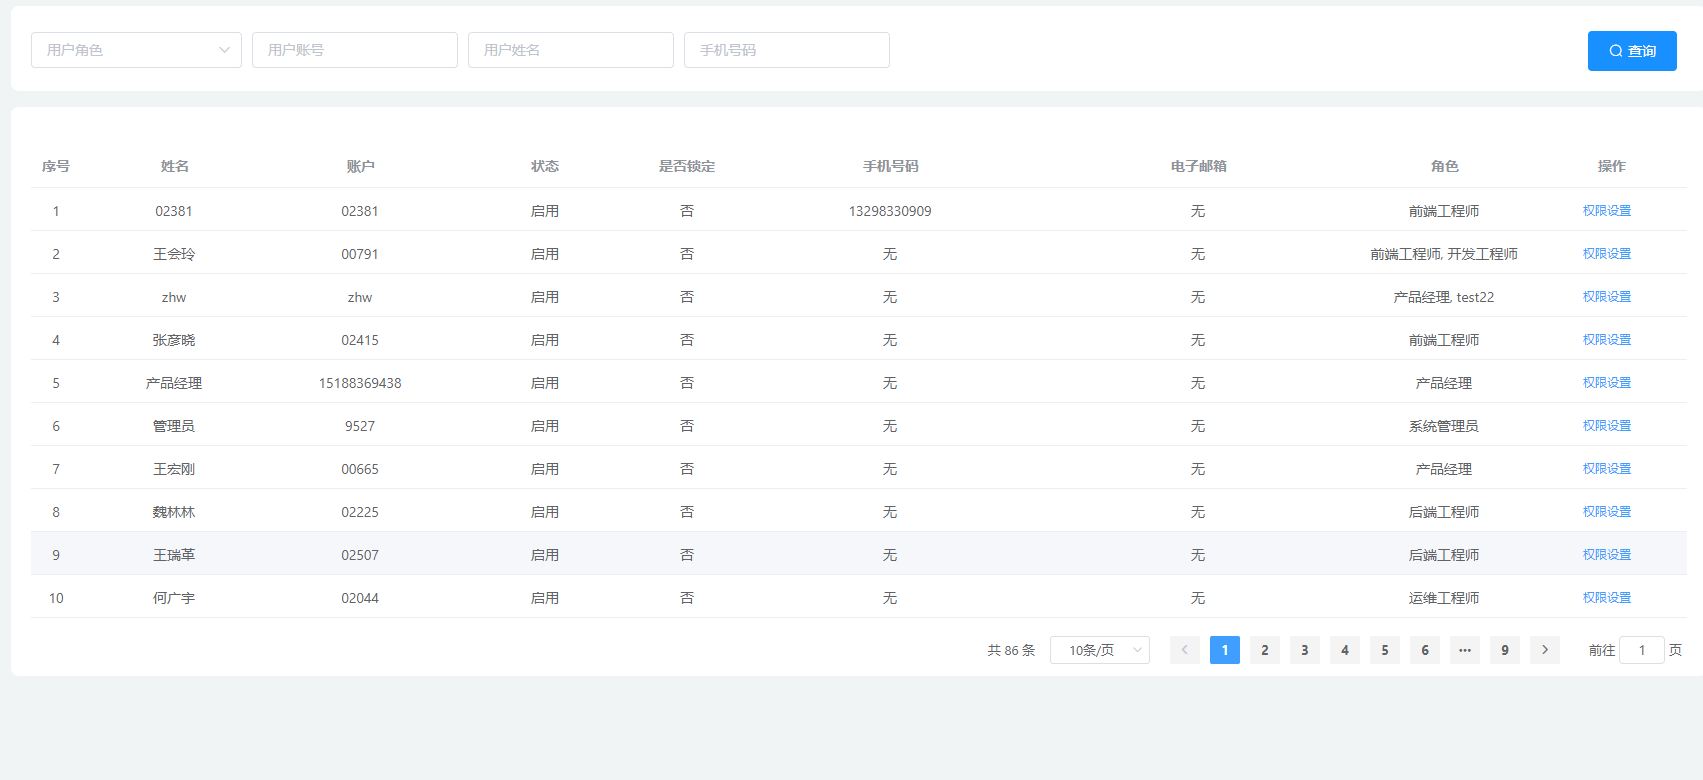 用户角色 用户账号 用户姓名 手机号码 查询
序号 姓名 账户 状态 是否锁定 手机号码 电子邮箱 角色 操作
1 02381 02381 启用 否 13298330909 无 前端工程师 权限设置
2 王会玲 00791 启用 否 无 无 前端工程师, 开发工程师 权限设置
3 zhw zhw 启用 否 无 无 产品经理, test22 权限设置
4 张彦晓 02415 启用 否 无 无 前端工程师 权限设置
5 产品经理 15188369438 启用 否 无 无 产品经理 权限设置
6 管理员 9527 启用 否 无 无 系统管理员 权限设置
7 王宏刚 00665 启用 否 无 无 产品经理 权限设置
8 魏林林 02225 启用 否 无 无 后端工程师 权限设置
9 王瑞革 02507 启用 否 无 无 后端工程师 权限设置
10 何广宇 02044 启用 否 无 无 运维工程师 权限设置
共 86 条 10条/页 1 2 3 4 5 6 ··· 9 前往 1 页